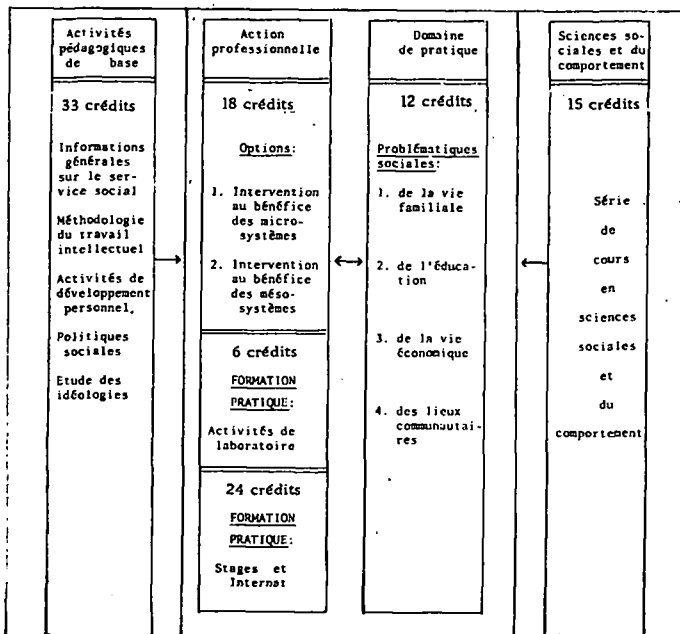 Activités
pédagogiques
de base
33 crédits
Informations
générales
sur le ser-
vice social
Méthodologie
du travail
intellectuel
Activités de
développement
personnel.
Politiques
sociales
Etude des
idéologies
Action
professionnelle
18 crédits
Options:
1. Intervention
au bénéfice
des micro-
systèmes
2. Intervention
au bénéfice
des méso-
systèmes
6 crédits
FORMATION
PRATIQUE:
Activités de
laboratoire
24 crédits
FORMATION
PRATIQUE:
Stages et
Internat
Domaine
de pratique
12 crédits
Problématiques
sociales:
1. de la vie
familiale
2. de l'éduca-
tion
3. de la vie
économique
4. des lieux
communautai-
res
Sciences so-
ciales et du
comportement
15 crédits
Série
de
cours
en
sciences
sociales
et
du
comportement